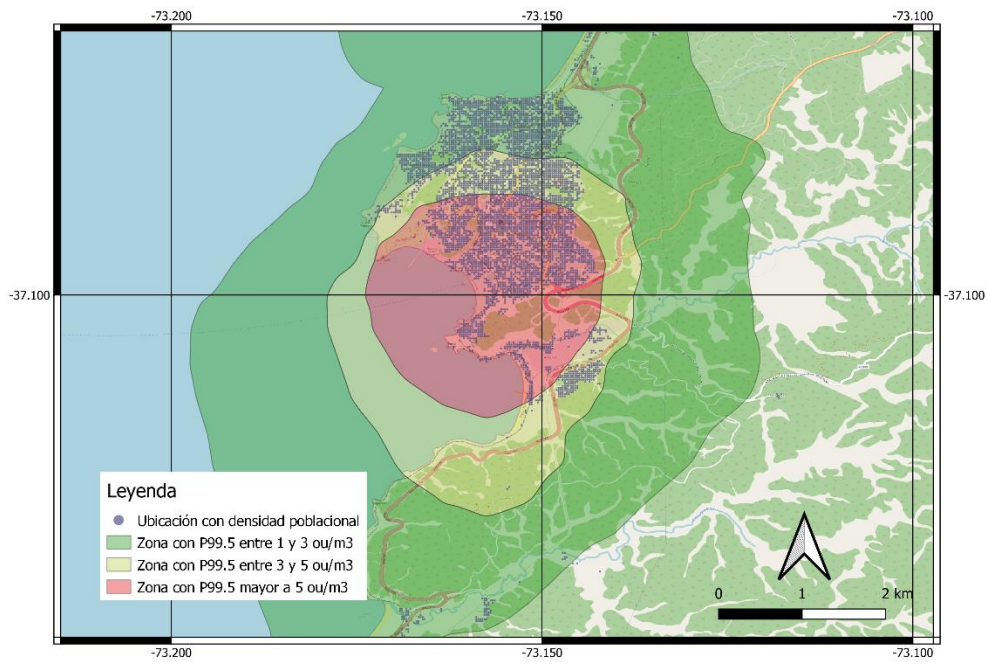 -73.200 -73.150 -73.100
-37.100 -37.100
Leyenda
Ubicación con densidad poblacional
Zona con P99.5 entre 1 y 3 ou/m3
Zona con P99.5 entre 3 y 5 ou/m3
Zona con P99.5 mayor a 5 ou/m3
0 1 2 km
-73.200 -73.150 -73.100